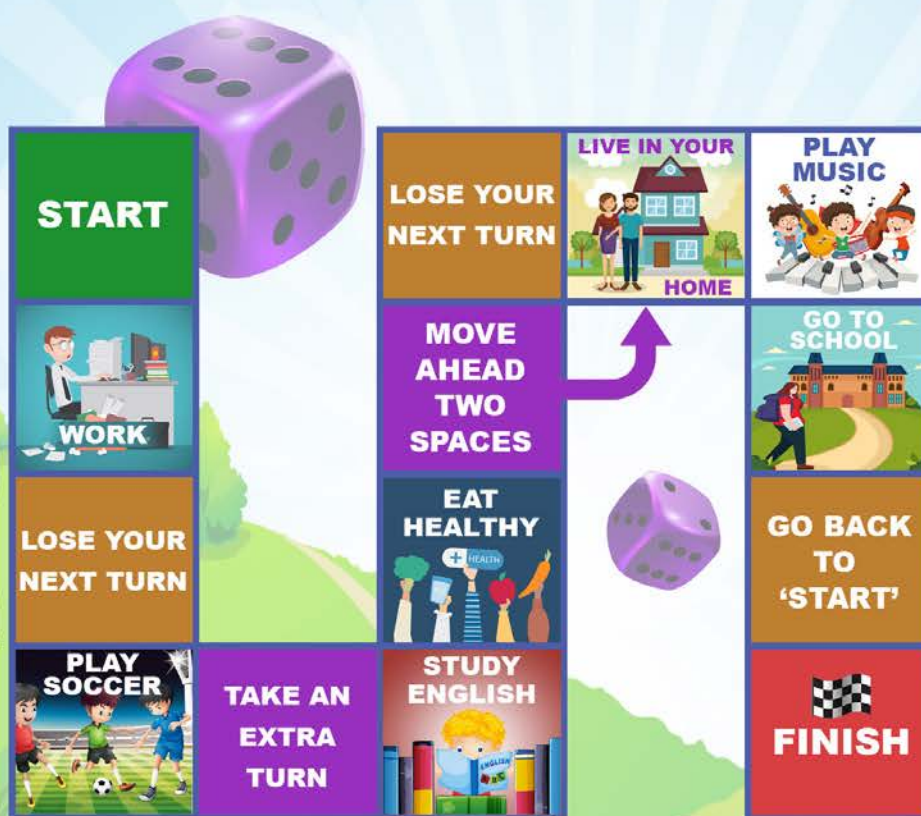 START
WORK
LOSE YOUR
NEXT TURN
PLAY
SOCCER
TAKE AN
EXTRA
TURN
STUDY
ENGLISH
ENGLISH
EAT
HEALTHY
+ HEALTH
MOVE
AHEAD
TWO
SPACES
LOSE YOUR
NEXT TURN
LIVE IN YOUR
HOME
PLAY
MUSIC
GO TO
SCHOOL
GO BACK
TO
‘START’
FINISH